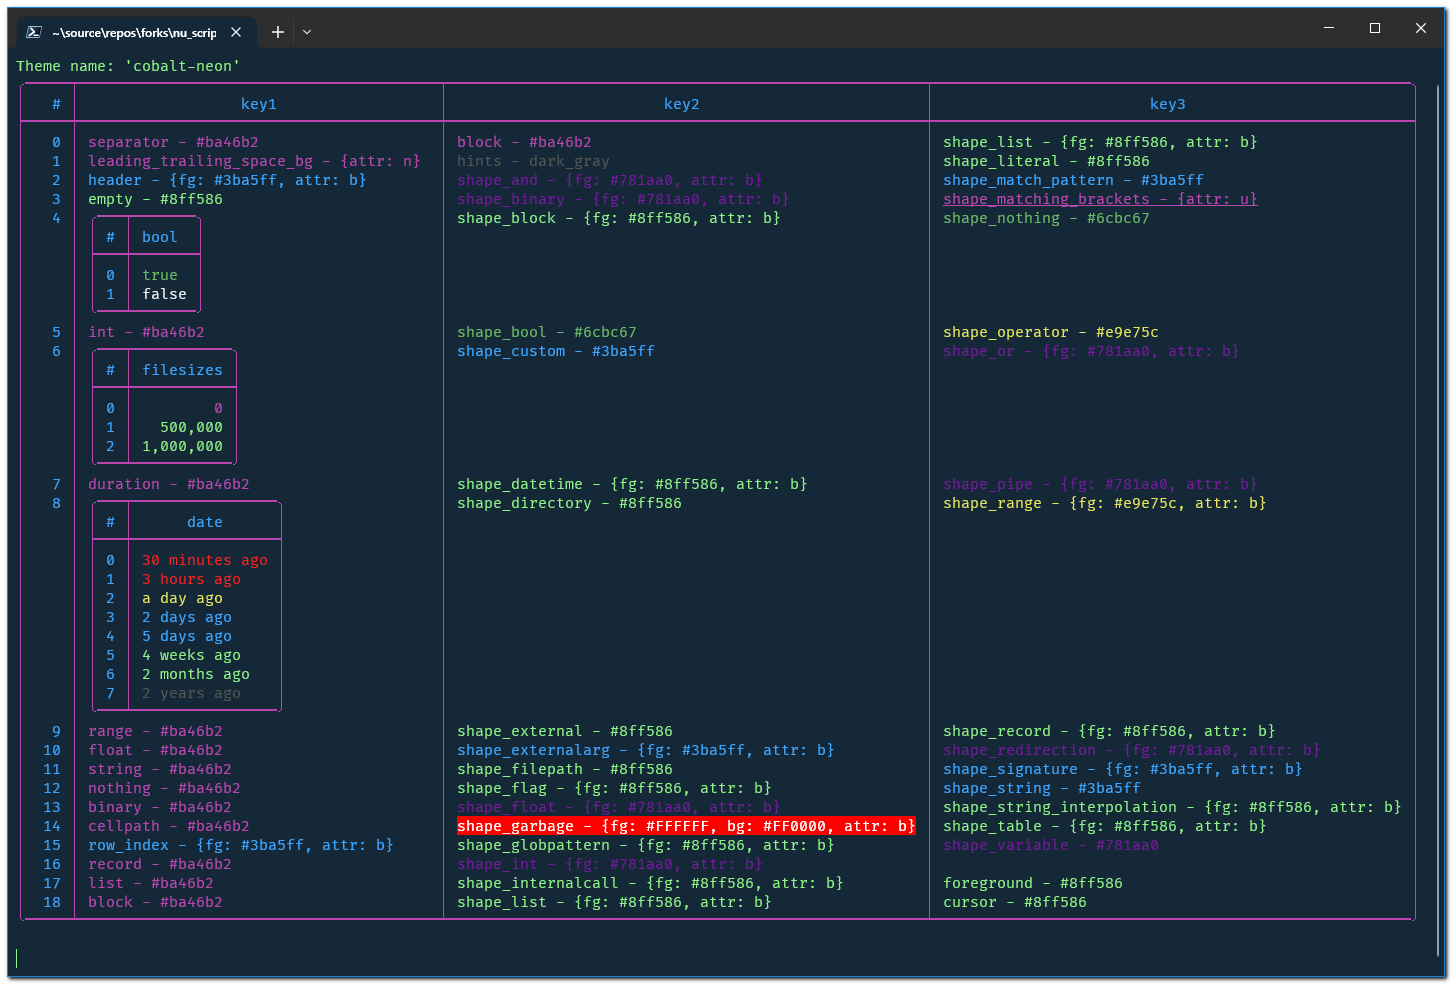 ~\source\repos\forks\nu_scrip
Theme name: 'cobalt-neon'
# key1 key2 key3
0 separator - #ba46b2 block - #ba46b2 shape_list - {fg: #8ff586, attr: b}
1 leading_trailing_space_bg - {attr: n} hints - dark_gray shape_literal - #8ff586
2 header - {fg: #3ba5ff, attr: b} shape_and - {fg: #781aa0, attr: b} shape_match_pattern - #3ba5ff
3 empty - #8ff586 shape_binary - {fg: #781aa0, attr: b} shape_matching_brackets - {attr: u}
4 shape_block - {fg: #8ff586, attr: b} shape_nothing - #6cbc67
# bool
0 true
1 false
5 int - #ba46b2 shape_bool - #6cbc67 shape_operator - #e9e75c
6 shape_custom - #3ba5ff shape_or - {fg: #781aa0, attr: b}
# filesizes
0 0
1 500,000
2 1,000,000
7 duration - #ba46b2 shape_datetime - {fg: #8ff586, attr: b} shape_pipe - {fg: #781aa0, attr: b}
8 shape_directory - #8ff586 shape_range - {fg: #e9e75c, attr: b}
# date
0 30 minutes ago
1 3 hours ago
2 a day ago
3 2 days ago
4 5 days ago
5 4 weeks ago
6 2 months ago
7 2 years ago
9 range - #ba46b2 shape_external - #8ff586 shape_record - {fg: #8ff586, attr: b}
10 float - #ba46b2 shape_externalarg - {fg: #3ba5ff, attr: b} shape_redirection - {fg: #781aa0, attr: b}
11 string - #ba46b2 shape_filepath - #8ff586 shape_signature - {fg: #3ba5ff, attr: b}
12 nothing - #ba46b2 shape_flag - {fg: #8ff586, attr: b} shape_string - #3ba5ff
13 binary - #ba46b2 shape_float - {fg: #781aa0, attr: b} shape_string_interpolation - {fg: #8ff586, attr: b}
14 cellpath - #ba46b2 shape_garbage - {fg: #FFFFFF, bg: #FF0000, attr: b} shape_table - {fg: #8ff586, attr: b}
15 row_index - {fg: #3ba5ff, attr: b} shape_globpattern - {fg: #8ff586, attr: b} shape_variable - #781aa0
16 record - #ba46b2 shape_int - {fg: #781aa0, attr: b}
17 list - #ba46b2 shape_internalcall - {fg: #8ff586, attr: b} foreground - #8ff586
18 block - #ba46b2 shape_list - {fg: #8ff586, attr: b} cursor - #8ff586